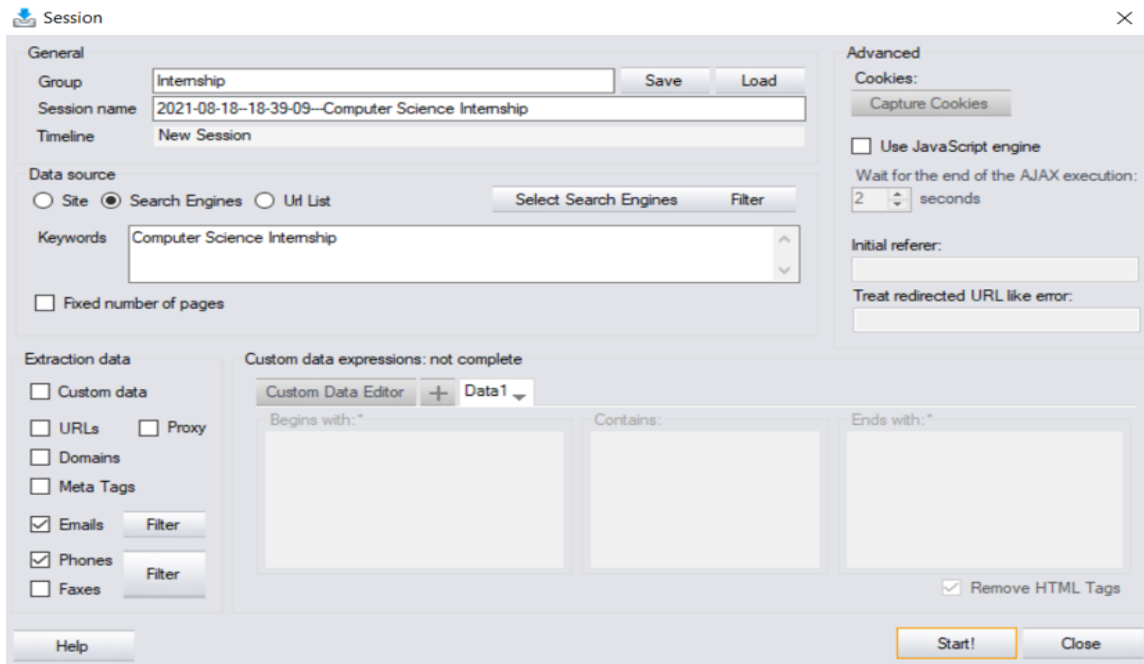 Session
General
Group Internship Save Load
Session name 2021-08-18--18-39-09---Computer Science Internship
Timeline New Session
Data source
Site Search Engines Url List Select Search Engines Filter
Keywords Computer Science Internship
Fixed number of pages
Advanced
Cookies:
Capture Cookies
Use JavaScript engine
Wait for the end of the AJAX execution:
2 seconds
Initial referer:
Treat redirected URL like error:
Extraction data
Custom data
URLs Proxy
Domains
Meta Tags
Emails Filter
Phones
Filter
Faxes
Custom data expressions: not complete
Custom Data Editor + Data1
Begins with:* Contains: Ends with:*
Remove HTML Tags
Help Start! Close